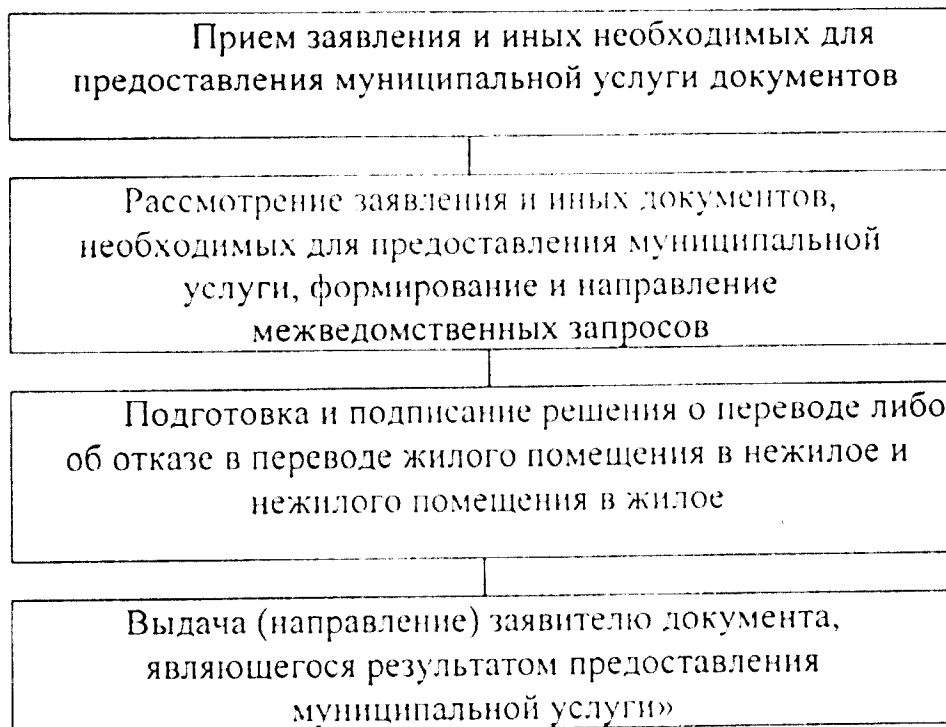 Прием заявления и иных необходимых для
предоставления муниципальной услуги документов
Рассмотрение заявления и иных документов,
необходимых для предоставления муниципальной
услуги, формирование и направление
межведомственных запросов
Подготовка и подписание решения о переводе либо
об отказе в переводе жилого помещения в нежилое и
нежилого помещения в жилое
Выдача (направление) заявителю документа,
являющегося результатом предоставления
муниципальной услуги»